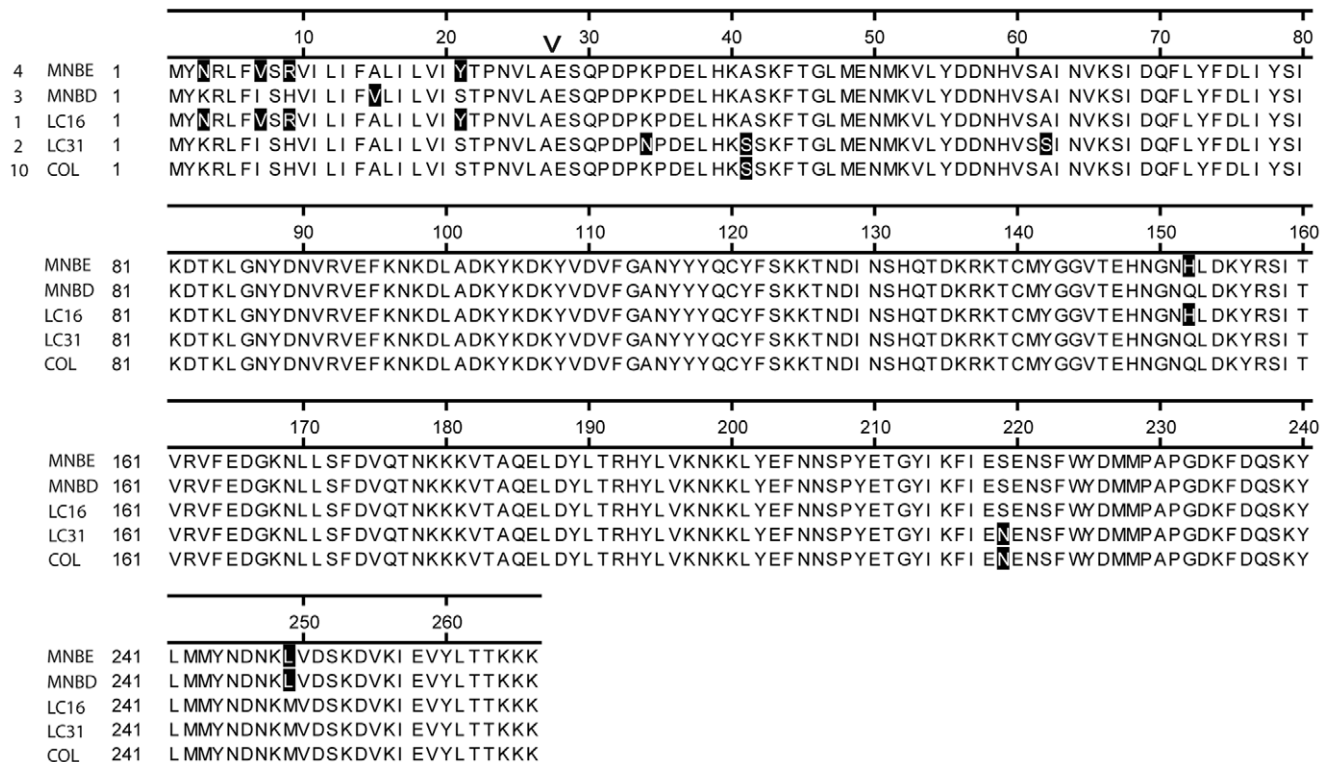 10 20 V 30 40 50 60 70 80
4 MNBE 1 MYNRLFVSRVILIFALILVIYTPNVLAESQPDPKPDELHKASKFTGLMENMKVLYDDNHVSAINVKSIDQFLYFDLIYSI
3 MNBD 1 MYKRLFISHVILIFVLILVISTPNVLAESQPDPKPDELHKASKFTGLMENMKVLYDDNHVSAINVKSIDQFLYFDLIYSI
1 LC16 1 MYNRLFVSRVILIFALILVIYTPNVLAESQPDPKPDELHKASKFTGLMENMKVLYDDNHVSAINVKSIDQFLYFDLIYSI
2 LC31 1 MYKRLFISHVILIFALILVISTPNVLAESQPDPNPDELHKSSKFTGLMENMKVLYDDNHVSSINVKSIDQFLYFDLIYSI
10 COL 1 MYKRLFISHVILIFALILVISTPNVLAESQPDPKPDELHKSSKFTGLMENMKVLYDDNHVSAINVKSIDQFLYFDLIYSI
90 100 110 120 130 140 150 160
MNBE 81 KDTKLGNYDNVRVEFKNKDLADKYKDKYVDVFGANYYYQCYFSKKTNDINSHQTDKRKTCMYGGVTEHNGNHLDKYRSIT
MNBD 81 KDTKLGNYDNVRVEFKNKDLADKYKDKYVDVFGANYYYQCYFSKKTNDINSHQTDKRKTCMYGGVTEHNGNQLDKYRSIT
LC16 81 KDTKLGNYDNVRVEFKNKDLADKYKDKYVDVFGANYYYQCYFSKKTNDINSHQTDKRKTCMYGGVTEHNGNHLDKYRSIT
LC31 81 KDTKLGNYDNVRVEFKNKDLADKYKDKYVDVFGANYYYQCYFSKKTNDINSHQTDKRKTCMYGGVTEHNGNQLDKYRSIT
COL 81 KDTKLGNYDNVRVEFKNKDLADKYKDKYVDVFGANYYYQCYFSKKTNDINSHQTDKRKTCMYGGVTEHNGNQLDKYRSIT
170 180 190 200 210 220 230 240
MNBE 161 VRVFEDGKNLLSFDVQTNKKKVTAQELDYLTRHYLVKNKKLYEFNNSPYETGYIKFIESENSFWYDMMPAPGDKFDQSKY
MNBD 161 VRVFEDGKNLLSFDVQTNKKKVTAQELDYLTRHYLVKNKKLYEFNNSPYETGYIKFIESENSFWYDMMPAPGDKFDQSKY
LC16 161 VRVFEDGKNLLSFDVQTNKKKVTAQELDYLTRHYLVKNKKLYEFNNSPYETGYIKFIESENSFWYDMMPAPGDKFDQSKY
LC31 161 VRVFEDGKNLLSFDVQTNKKKVTAQELDYLTRHYLVKNKKLYEFNNSPYETGYIKFIENENSFWYDMMPAPGDKFDQSKY
COL 161 VRVFEDGKNLLSFDVQTNKKKVTAQELDYLTRHYLVKNKKLYEFNNSPYETGYIKFIENENSFWYDMMPAPGDKFDQSKY
250 260
MNBE 241 LMMYNDNKLVDSKDVKIEVYLTTKKK
MNBD 241 LMMYNDNKLVDSKDVKIEVYLTTKKK
LC16 241 LMMYNDNKMVDSKDVKIEVYLTTKKK
LC31 241 LMMYNDNKMVDSKDVKIEVYLTTKKK
COL 241 LMMYNDNKMVDSKDVKIEVYLTTKKK